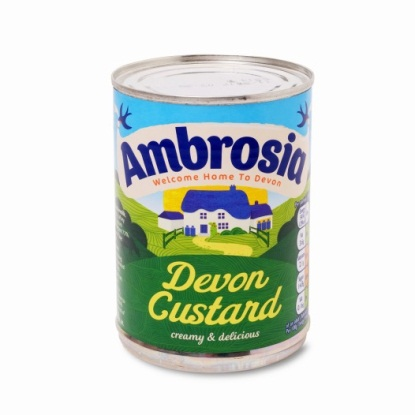 Ambrosia
Welcome Home To Devon
Devon
Custard
creamy & delicious